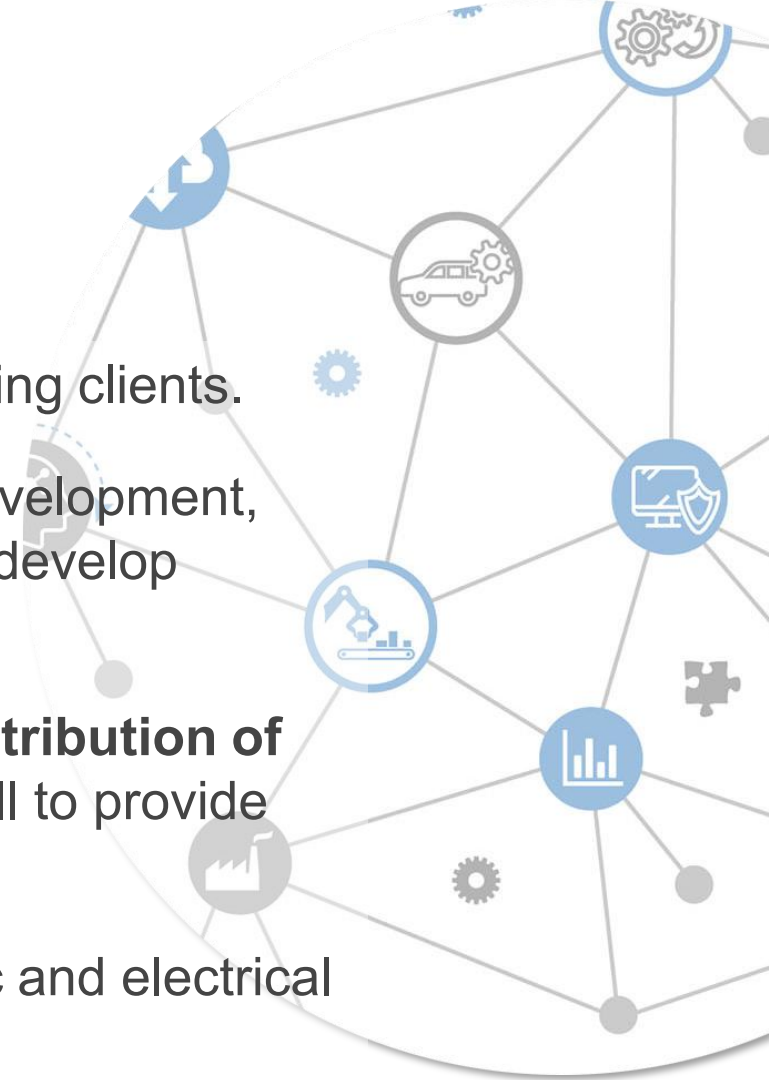 ing clients.
velopment,
develop
tribution of
ll to provide
c and electrical